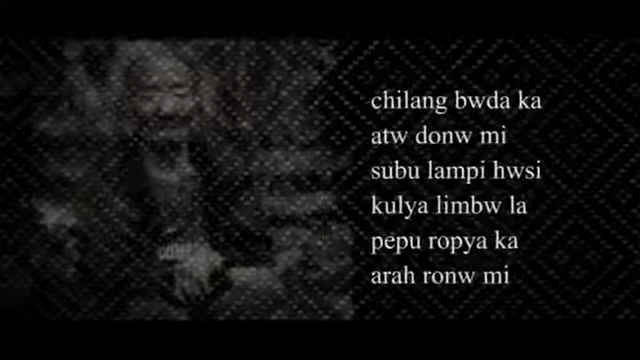 chilang bwda ka
atw donw mi
subu lampi hwsi
kulya limbw la
pepu ropya ka
arah ronw mi